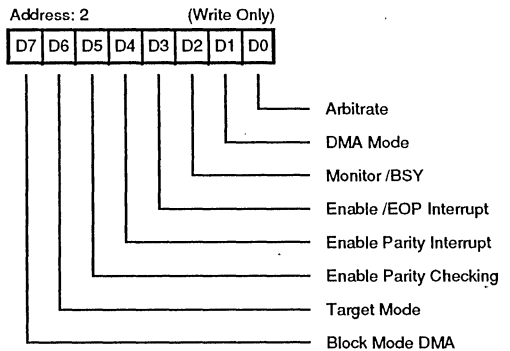 Address: 2 (Write Only)
D7 D6 D5 D4 D3 D2 D1 D0
Arbitrate
DMA Mode
Monitor /BSY
Enable /EOP Interrupt
Enable Parity Interrupt
Enable Parity Checking
Target Mode
Block Mode DMA